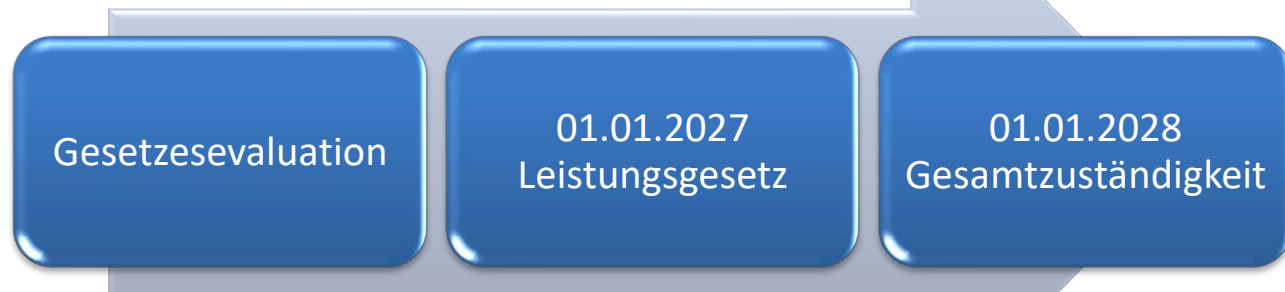 Gesetzesevaluation
01.01.2027
Leistungsgesetz
01.01.2028
Gesamtzuständigkeit